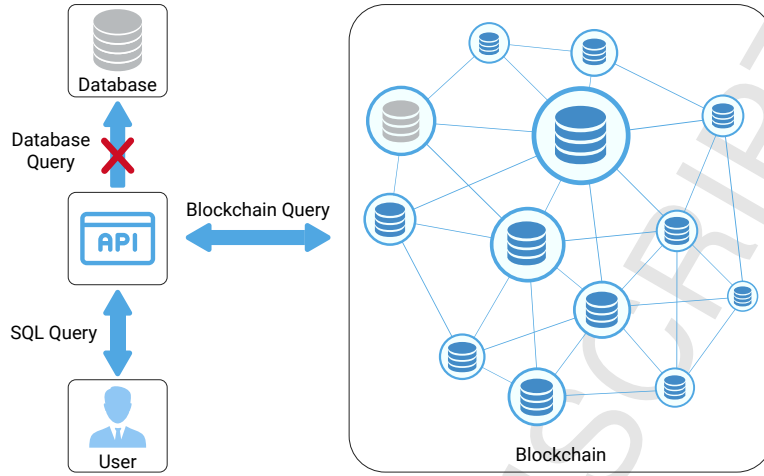 Database
Database
Query
API
Blockchain Query
SQL Query
User
Blockchain